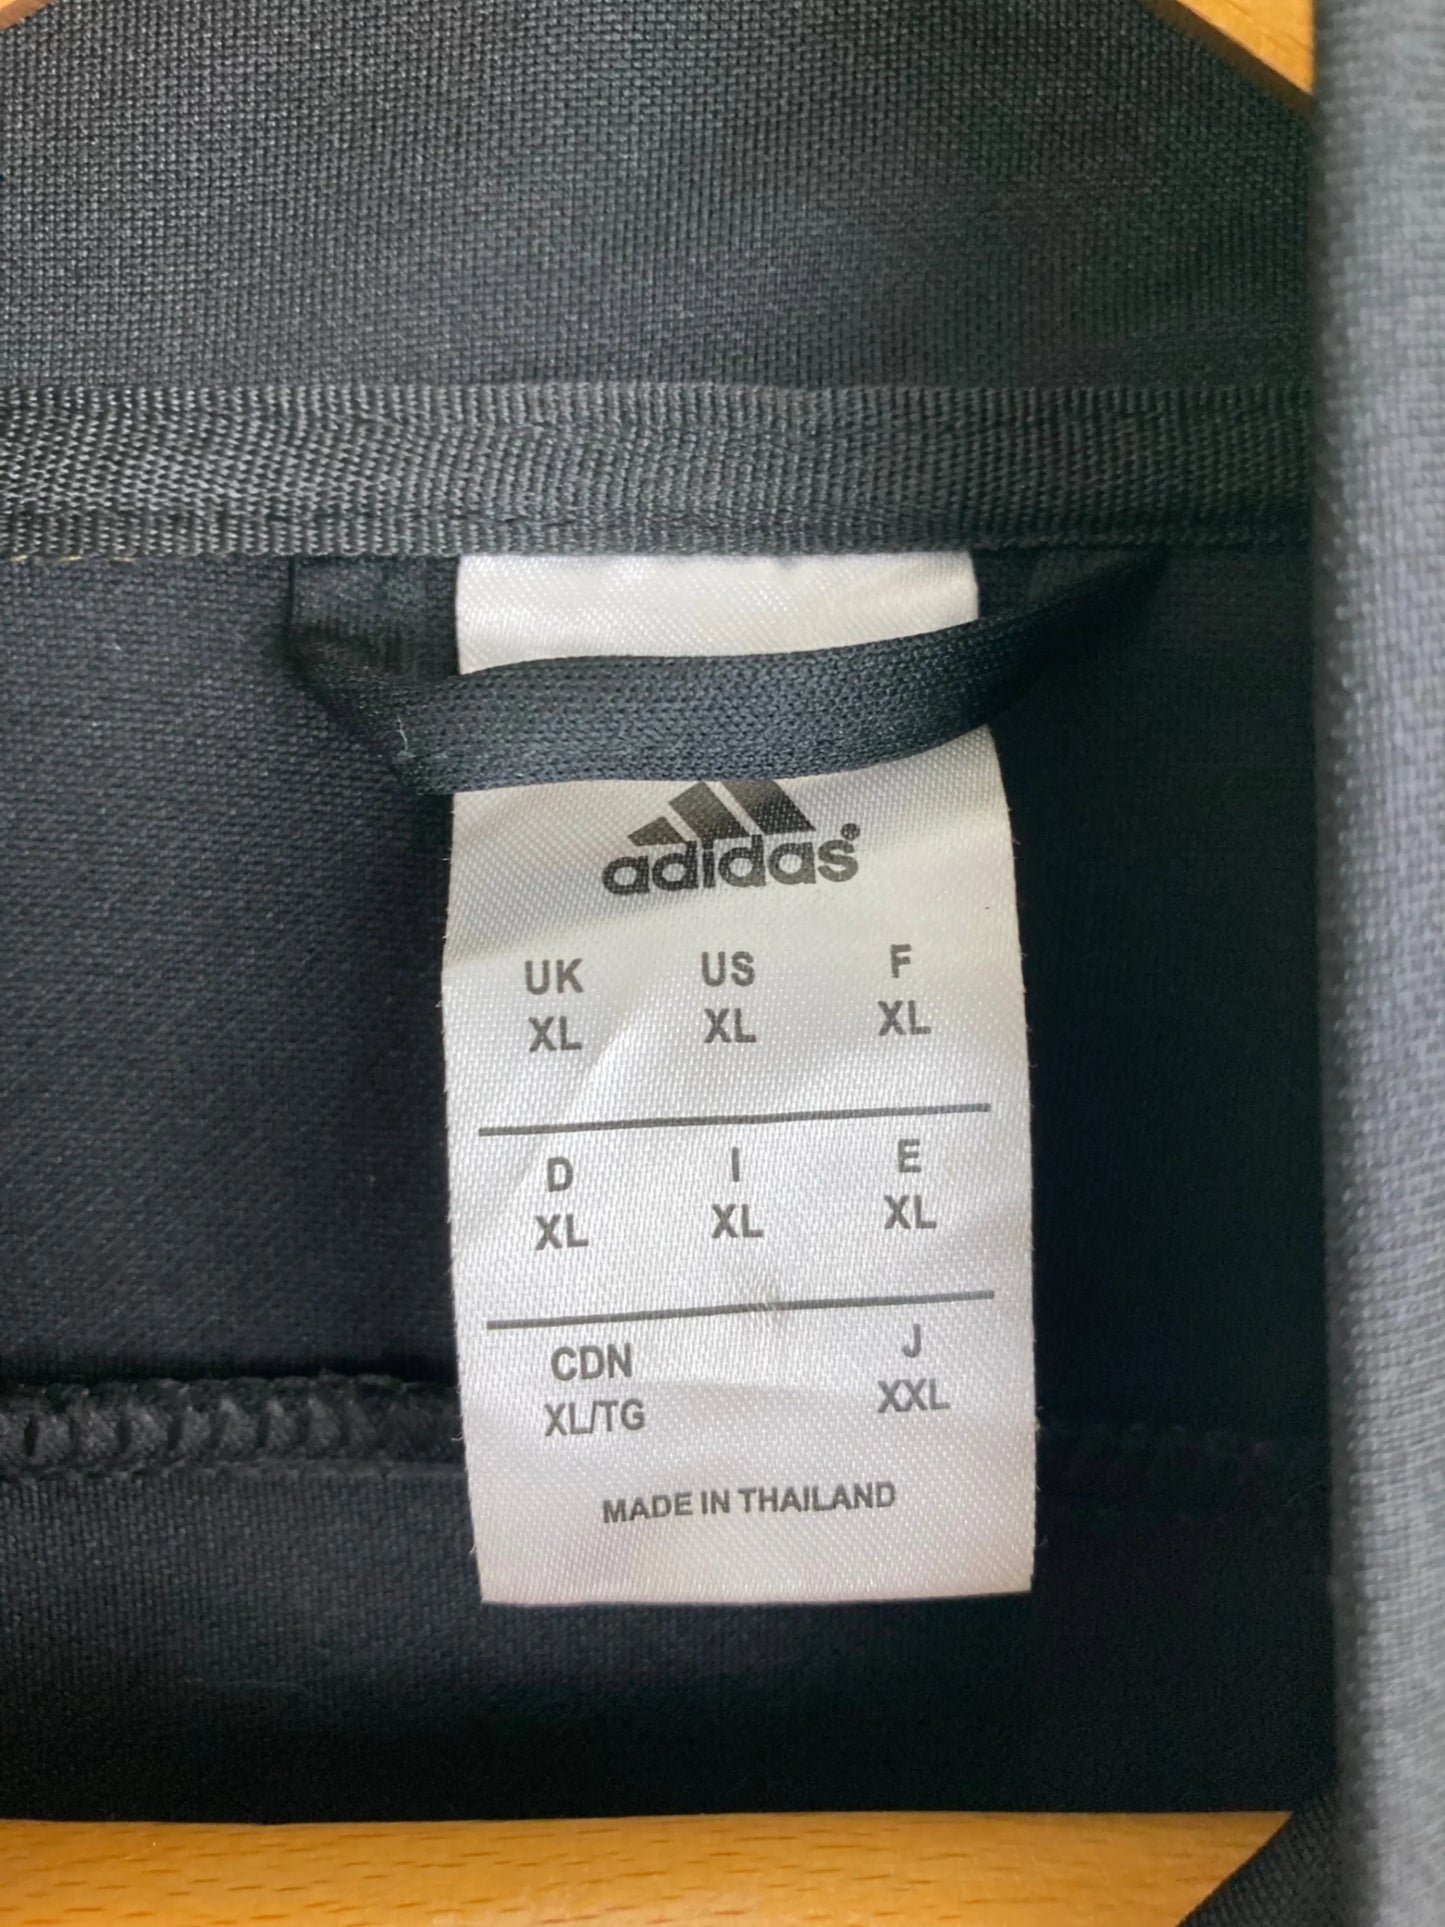 adidas®
UK US F
XL XL XL
D I E
XL XL XL
CDN J
XL/TG XXL
MADE IN THAILAND